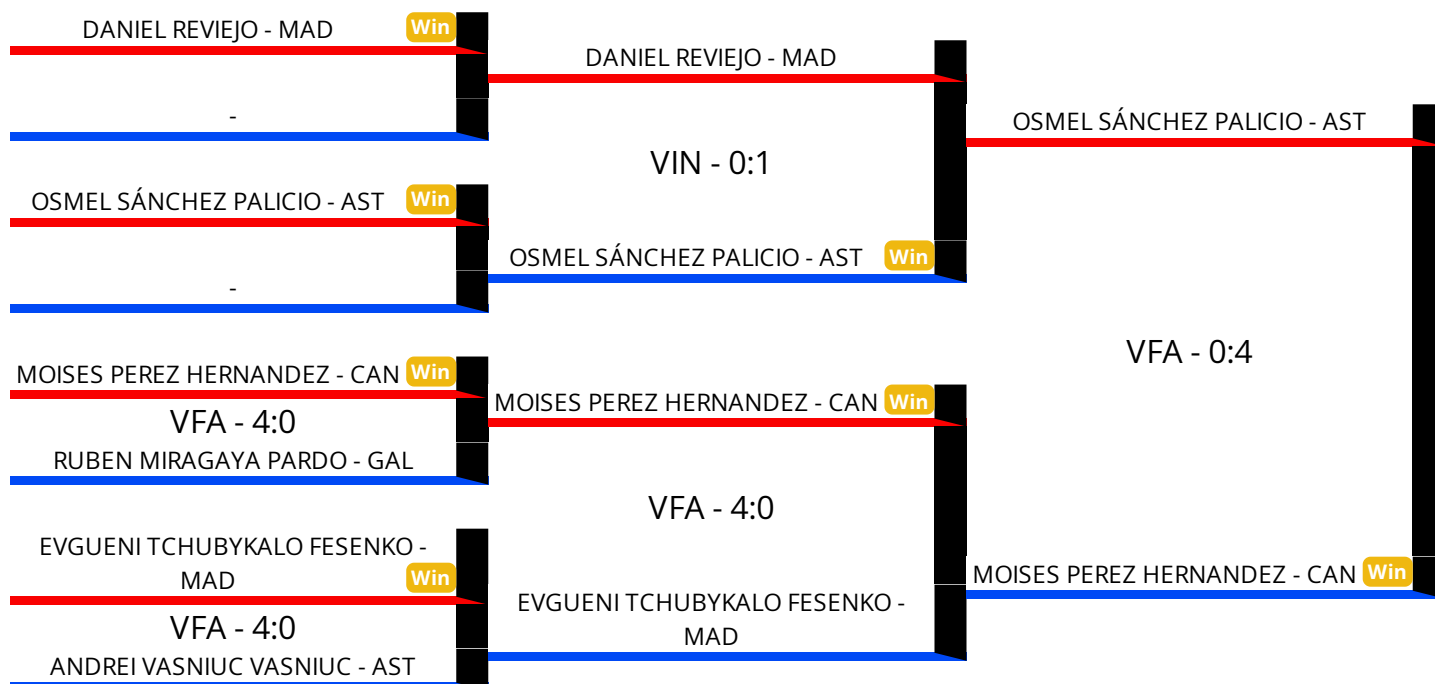 DANIEL REVIEJO - MAD Win
-
OSMEL SÁNCHEZ PALICIO - AST Win
-
MOISES PEREZ HERNANDEZ - CAN Win
VFA - 4:0
RUBEN MIRAGAYA PARDO - GAL
EVGUENI TCHUBYKALO FESENKO -
MAD Win
VFA - 4:0
ANDREI VASNIUC VASNIUC - AST
DANIEL REVIEJO - MAD
VIN - 0:1
OSMEL SÁNCHEZ PALICIO - AST Win
MOISES PEREZ HERNANDEZ - CAN Win
VFA - 4:0
EVGUENI TCHUBYKALO FESENKO -
MAD
OSMEL SÁNCHEZ PALICIO - AST
VFA - 0:4
MOISES PEREZ HERNANDEZ - CAN Win